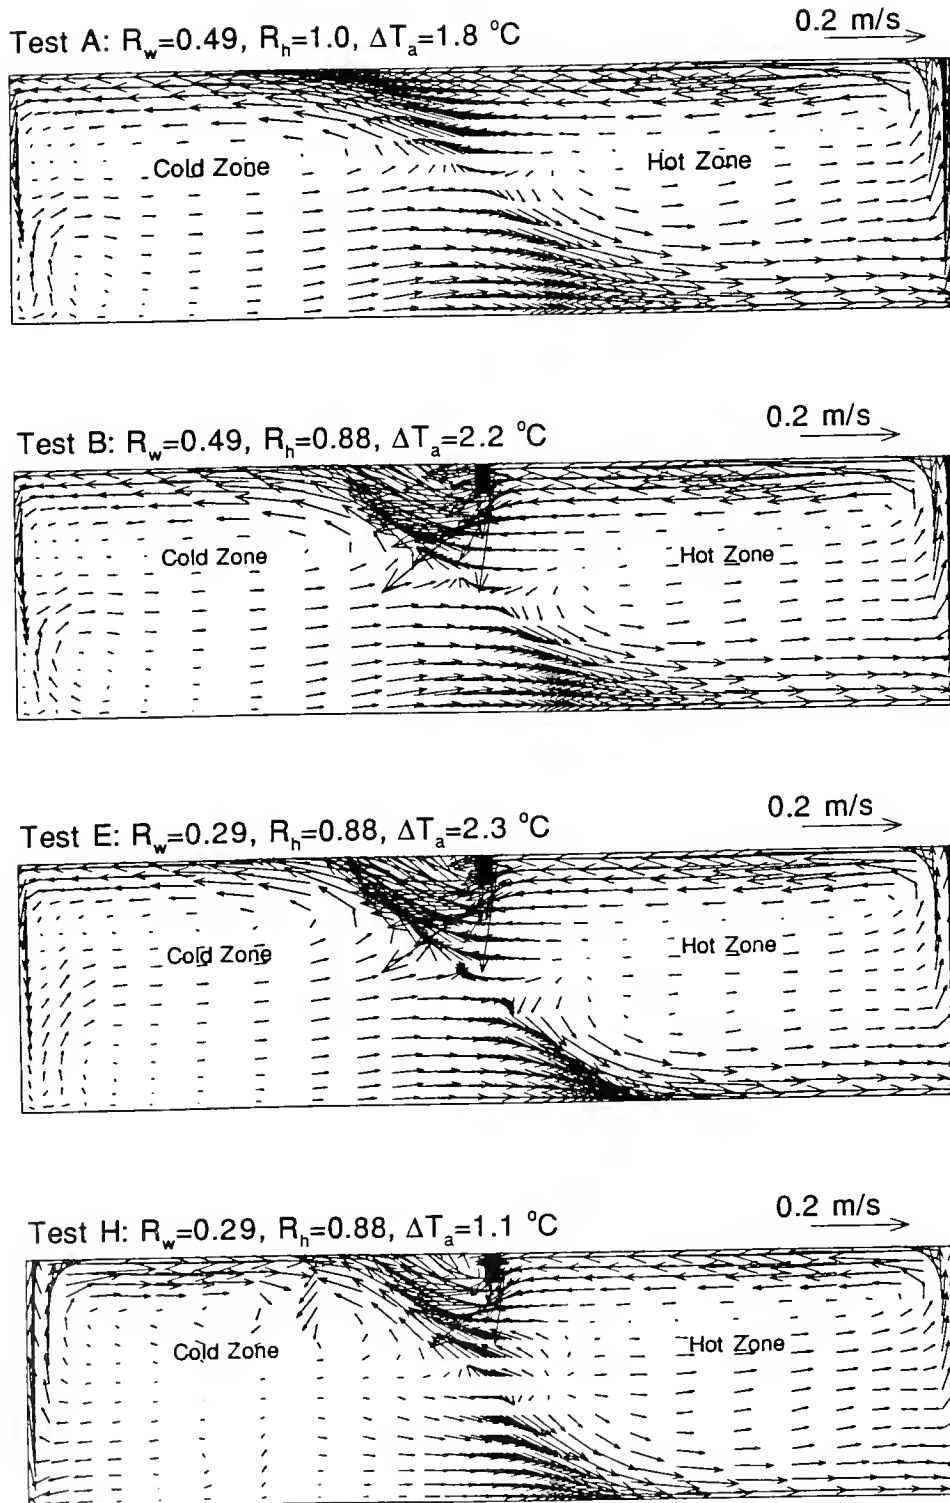 Test A: R_w=0.49, R_h=1.0, ΔT_a=1.8 °C
0.2 m/s
Cold Zone
Hot Zone
Test B: R_w=0.49, R_h=0.88, ΔT_a=2.2 °C
0.2 m/s
Cold Zone
Hot Zone
Test E: R_w=0.29, R_h=0.88, ΔT_a=2.3 °C
0.2 m/s
Cold Zone
Hot Zone
Test H: R_w=0.29, R_h=0.88, ΔT_a=1.1 °C
0.2 m/s
Cold Zone
Hot Zone